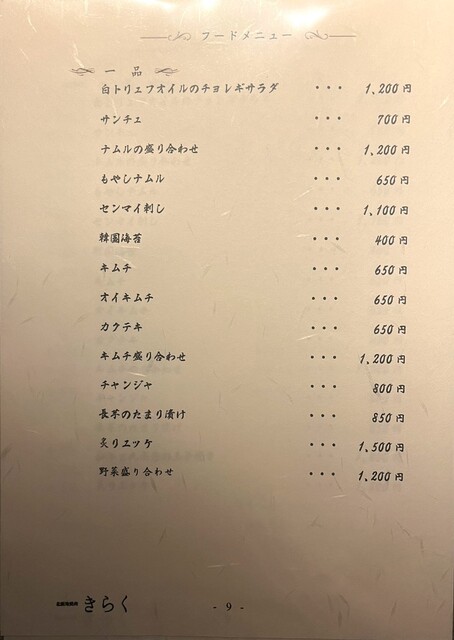 フードメニュー
一品
白トリュフオイルのチョレギサラダ ・・・ 1,200円
サンチェ ・・・ 700円
ナムルの盛り合わせ ・・・ 1,200円
もやしナムル ・・・ 650円
センマイ刺し ・・・ 1,100円
韓国海苔 ・・・ 400円
キムチ ・・・ 650円
オイキムチ ・・・ 650円
カクテキ ・・・ 650円
キムチ盛り合わせ ・・・ 1,200円
チャンジャ ・・・ 800円
長芋のたまり漬け ・・・ 850円
炙りエツケ ・・・ 1,500円
野菜盛り合わせ ・・・ 1,200円
きらく
- 9 -